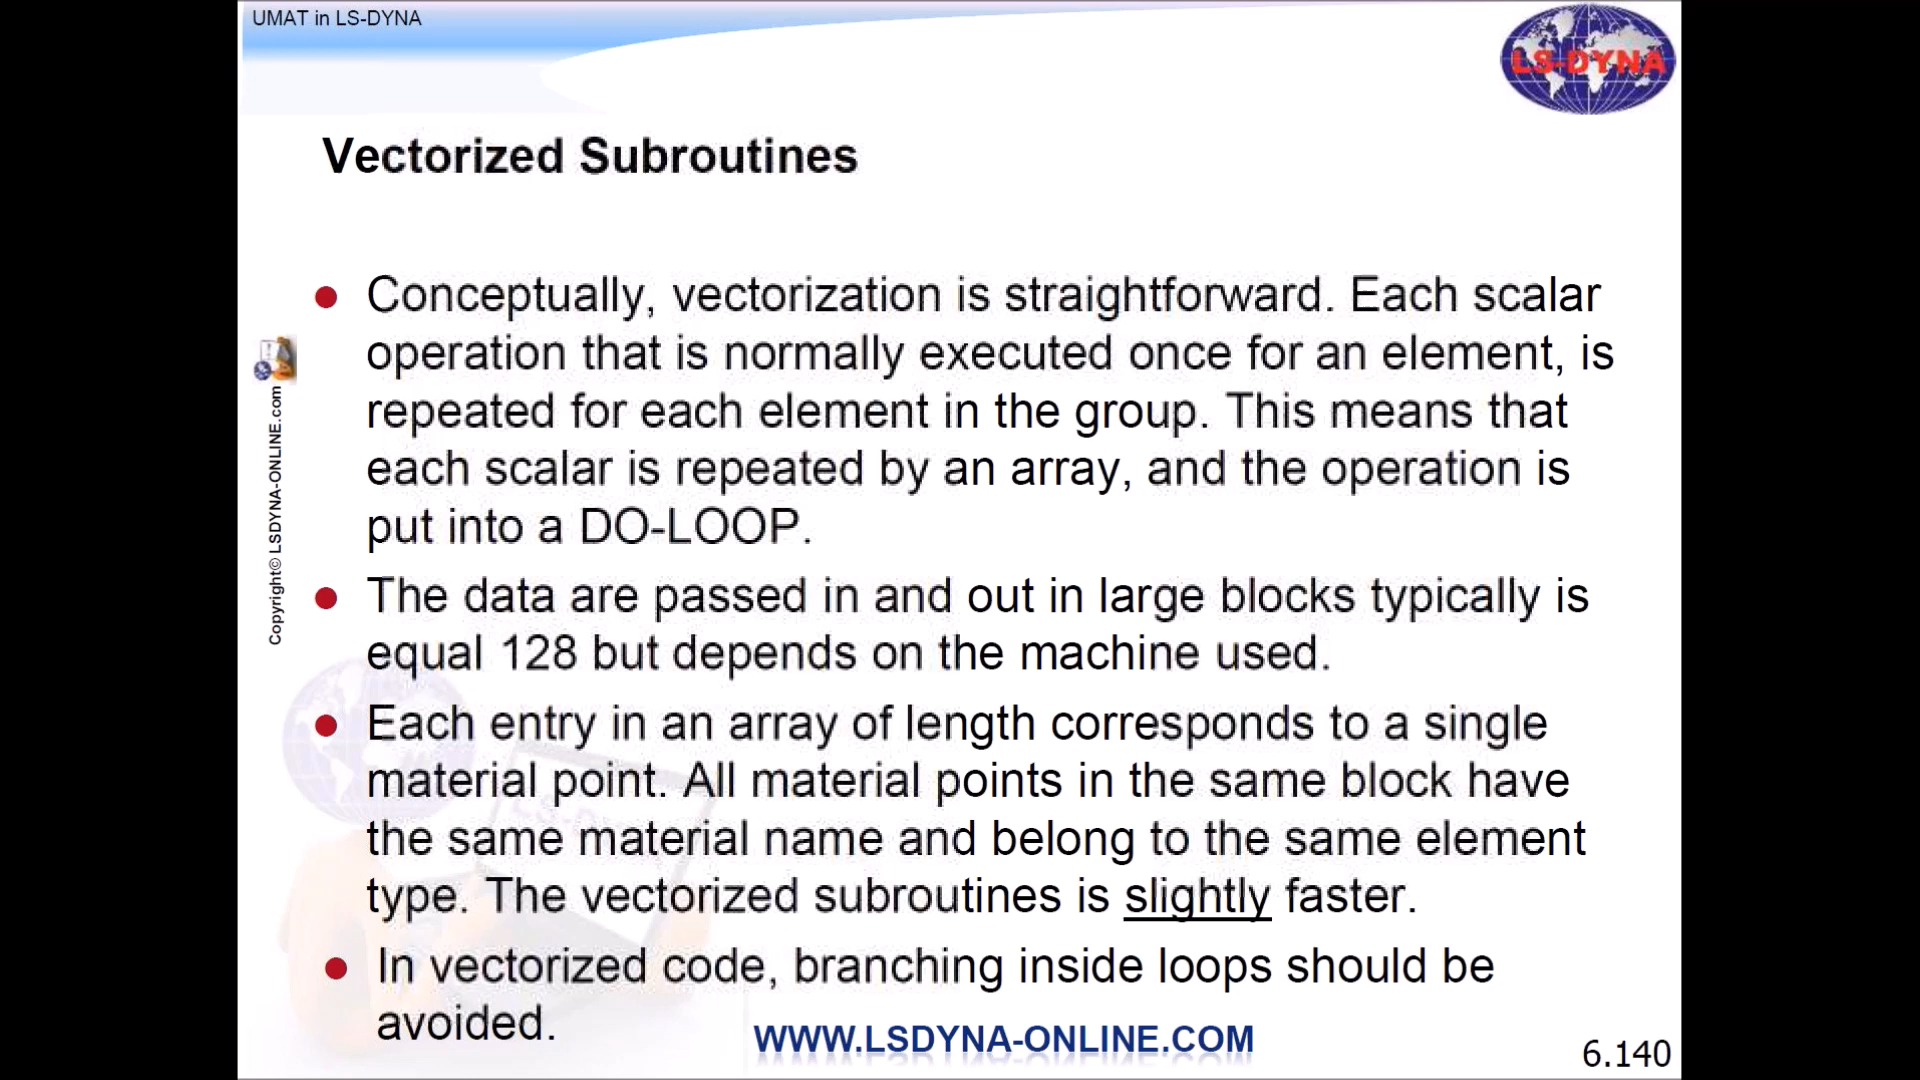 UMAT in LS-DYNA
LS-DYNA
Vectorized Subroutines
Conceptually, vectorization is straightforward. Each scalar
operation that is normally executed once for an element, is
repeated for each element in the group. This means that
each scalar is repeated by an array, and the operation is
put into a DO-LOOP.
The data are passed in and out in large blocks typically is
equal 128 but depends on the machine used.
Each entry in an array of length corresponds to a single
material point. All material points in the same block have
the same material name and belong to the same element
type. The vectorized subroutines is slightly faster.
In vectorized code, branching inside loops should be
avoided.
Copyright© LSDYNA-ONLINE.com
WWW.LSDYNA-ONLINE.COM
6.140